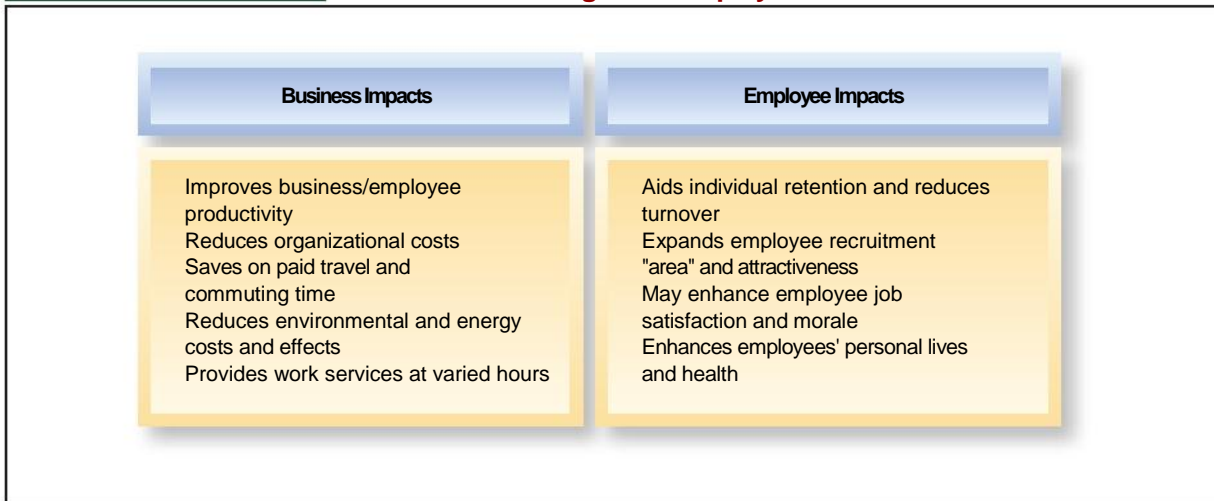 Business Impacts
Employee Impacts
Improves business/employee
productivity
Reduces organizational costs
Saves on paid travel and
commuting time
Reduces environmental and energy
costs and effects
Provides work services at varied hours
Aids individual retention and reduces
turnover
Expands employee recruitment
"area" and attractiveness
May enhance employee job
satisfaction and morale
Enhances employees' personal lives
and health